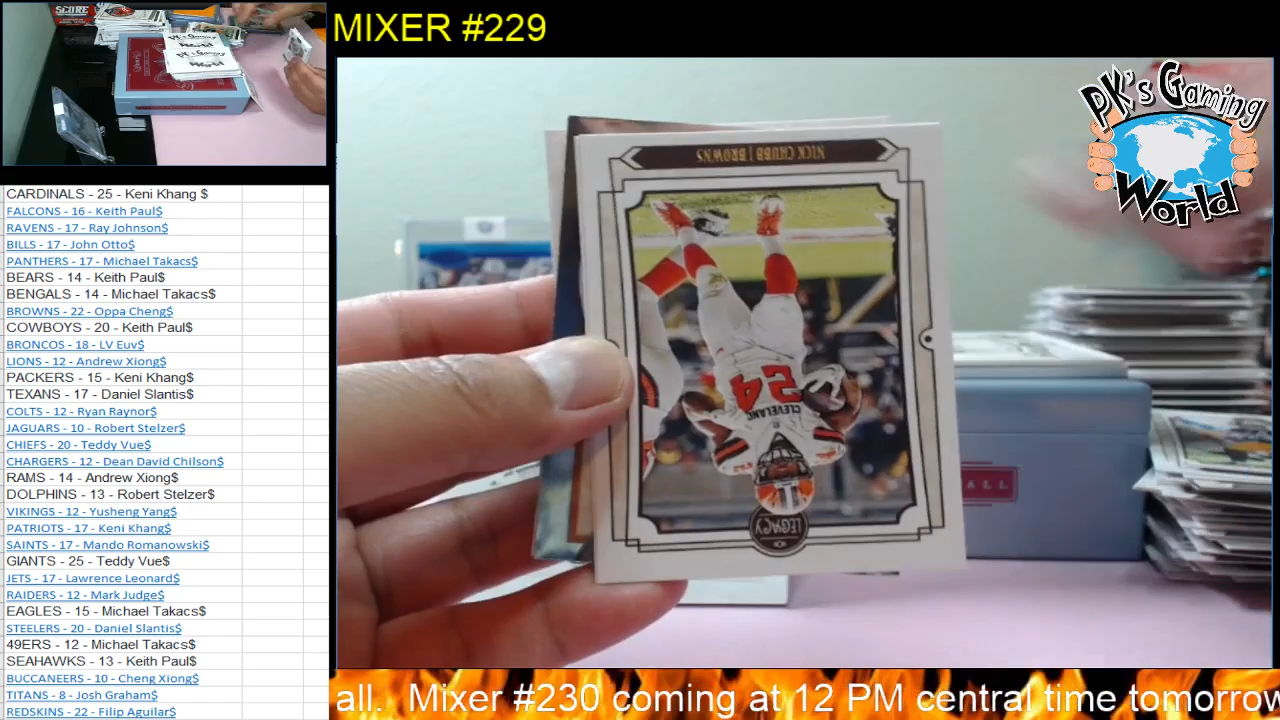 MIXER #229
SCORE
PK's Gaming World
CARDINALS - 25 - Keni Khang $
FALCONS - 16 - Keith Paul$
RAVENS - 17 - Ray Johnson$
BILLS - 17 - John Otto$
PANTHERS - 17 - Michael Takacs$
BEARS - 14 - Keith Paul$
BENGALS - 14 - Michael Takacs$
BROWNS - 22 - Oppa Cheng$
COWBOYS - 20 - Keith Paul$
BRONCOS - 18 - LV Euv$
LIONS - 12 - Andrew Xiong$
PACKERS - 15 - Keni Khang$
TEXANS - 17 - Daniel Slantis$
COLTS - 12 - Ryan Raynor$
JAGUARS - 10 - Robert Stelzer$
CHIEFS - 20 - Teddy Vue$
CHARGERS - 12 - Dean David Chilson$
RAMS - 14 - Andrew Xiong$
DOLPHINS - 13 - Robert Stelzer$
VIKINGS - 12 - Yusheng Yang$
PATRIOTS - 17 - Keni Khang$
SAINTS - 17 - Mando Romanowski$
GIANTS - 25 - Teddy Vue$
JETS - 17 - Lawrence Leonard$
RAIDERS - 12 - Mark Judge$
EAGLES - 15 - Michael Takacs$
STEELERS - 20 - Daniel Slantis$
49ERS - 12 - Michael Takacs$
SEAHAWKS - 13 - Keith Paul$
BUCCANEERS - 10 - Cheng Xiong$
TITANS - 8 - Josh Graham$
REDSKINS - 22 - Filip Aguilar$
NICK CHUBB | BROWNS
24
CLEVELAND
LEGACY
all. Mixer #230 coming at 12 PM central time tomorrow